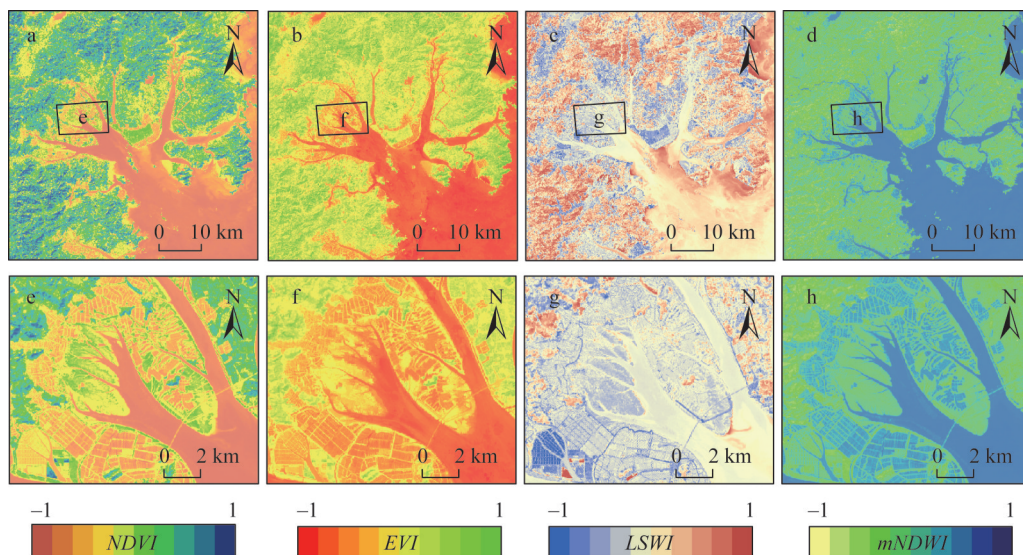 a N b N c N d N
e f g h
0 10 km 0 10 km 0 10 km 0 10 km
e N f N g N h N
0 2 km 0 2 km 0 2 km 0 2 km
–1 1 –1 1 –1 1 –1 1
NDVI EVI LSWI mNDWI